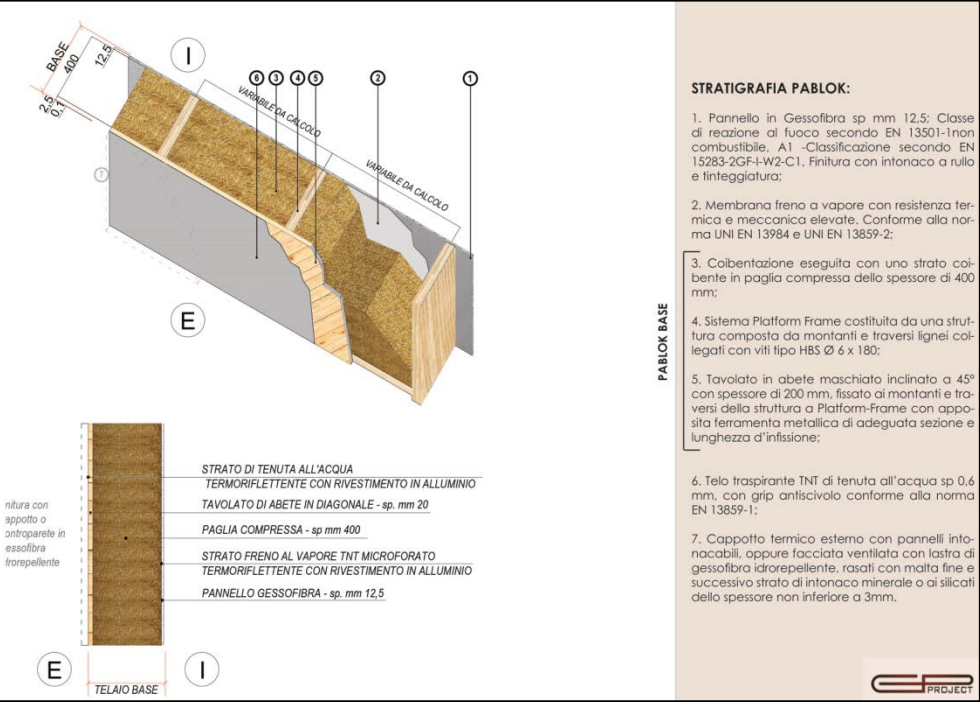 BASE
400
12,5
2,5
0,1
I
6
3
4
5
2
1
VARIABILE DA CALCOLO
VARIABILE DA CALCOLO
7
E
STRATO DI TENUTA ALL'ACQUA
TERMORIFLETTENTE CON RIVESTIMENTO IN ALLUMINIO
TAVOLATO DI ABETE IN DIAGONALE - sp. mm 20
PAGLIA COMPRESSA - sp mm 400
STRATO FRENO AL VAPORE TNT MICROFORATO
TERMORIFLETTENTE CON RIVESTIMENTO IN ALLUMINIO
PANNELLO GESSOFIBRA - sp. mm 12,5
nitura con
appotto o
ontroparete in
essofibra
drorepellente
E
I
TELAIO BASE
STRATIGRAFIA PABLOK:
1. Pannello in Gessofibra sp mm 12,5; Classe
di reazione al fuoco secondo EN 13501-1non
combustibile, A1 -Classificazione secondo EN
15283-2GF-I-W2-C1. Finitura con intonaco a rullo
e tinteggiatura;
2. Membrana freno a vapore con resistenza ter-
mica e meccanica elevate. Conforme alla nor-
ma UNI EN 13984 e UNI EN 13859-2;
PABLOK BASE
3. Coibentazione eseguita con uno strato coi-
bente in paglia compressa dello spessore di 400
mm;
4. Sistema Platform Frame costituita da una strut-
tura composta da montanti e traversi lignei col-
legati con viti tipo HBS Ø 6 x 180;
5. Tavolato in abete maschiato inclinato a 45°
con spessore di 200 mm, fissato ai montanti e tra-
versi della struttura a Platform-Frame con appo-
sita ferramenta metallica di adeguata sezione e
lunghezza d'infissione;
6. Telo traspirante TNT di tenuta all'acqua sp 0,6
mm, con grip antiscivolo conforme alla norma
EN 13859-1;
7. Cappotto termico esterno con pannelli into-
nacabili, oppure facciata ventilata con lastra di
gessofibra idrorepellente, rasati con malta fine e
successivo strato di intonaco minerale o ai silicati
dello spessore non inferiore a 3mm.
PROJECT